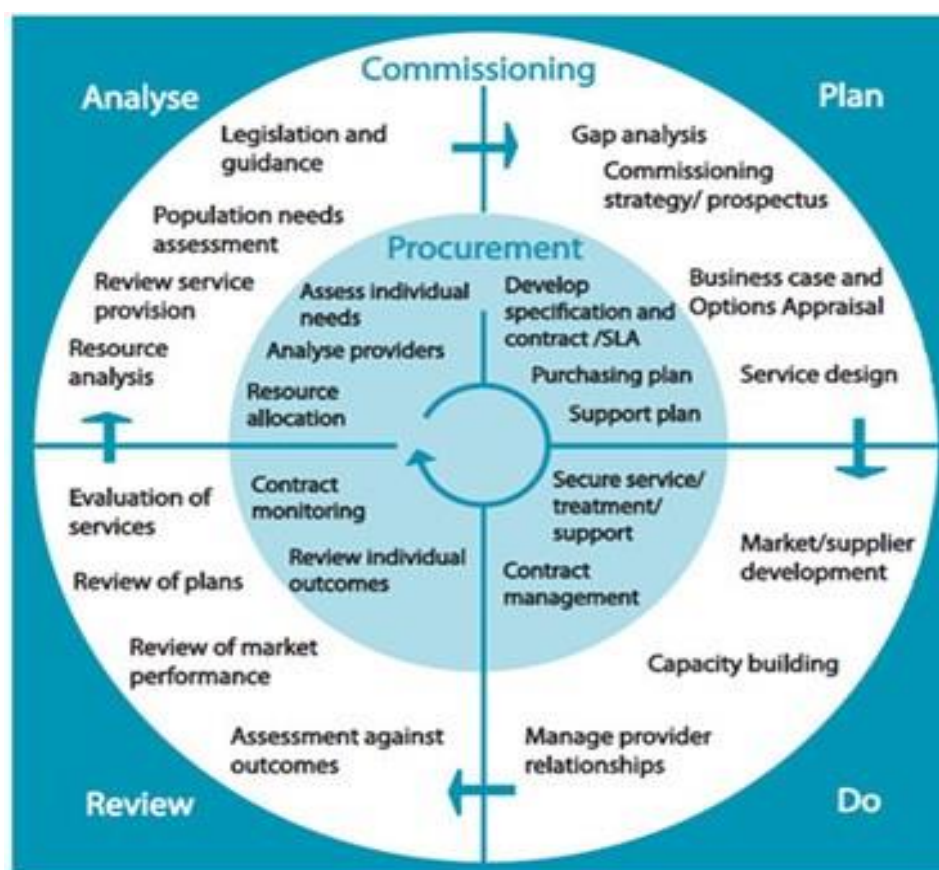 Commissioning
Analyse
Plan
Legislation and
guidance
Population needs
assessment
Review service
provision
Resource
analysis
Gap analysis
Commissioning
strategy/ prospectus
Business case and
Options Appraisal
Service design
Procurement
Assess individual
needs
Analyse providers
Resource
allocation
Develop
specification and
contract /SLA
Purchasing plan
Support plan
Contract
monitoring
Review individual
outcomes
Secure service/
treatment/
support
Contract
management
Evaluation of
services
Review of plans
Review of market
performance
Assessment against
outcomes
Market/supplier
development
Capacity building
Manage provider
relationships
Review
Do